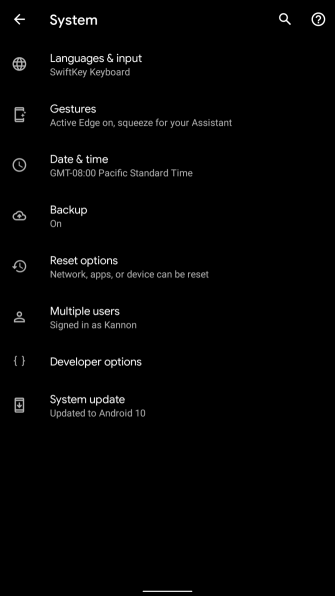 System
Languages & input
SwiftKey Keyboard
Gestures
Active Edge on, squeeze for your Assistant
Date & time
GMT-08:00 Pacific Standard Time
Backup
On
Reset options
Network, apps, or device can be reset
Multiple users
Signed in as Kannon
{ } Developer options
System update
Updated to Android 10